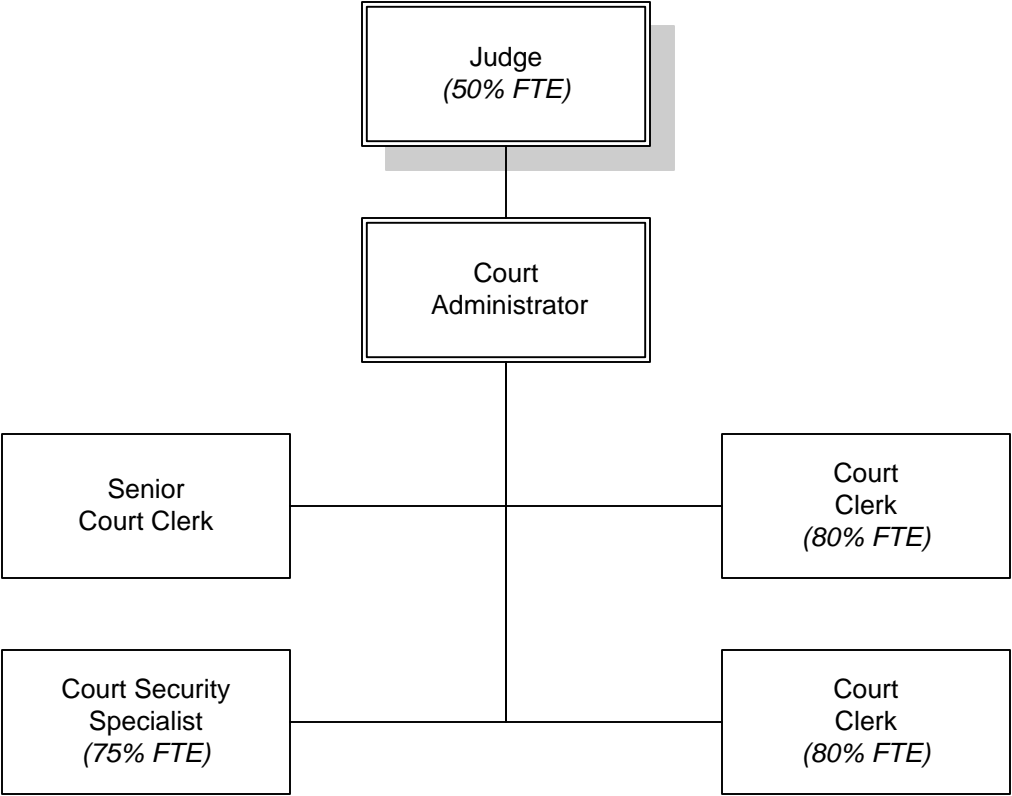 Judge
(50% FTE)
Court
Administrator
Senior
Court Clerk
Court
Clerk
(80% FTE)
Court Security
Specialist
(75% FTE)
Court
Clerk
(80% FTE)